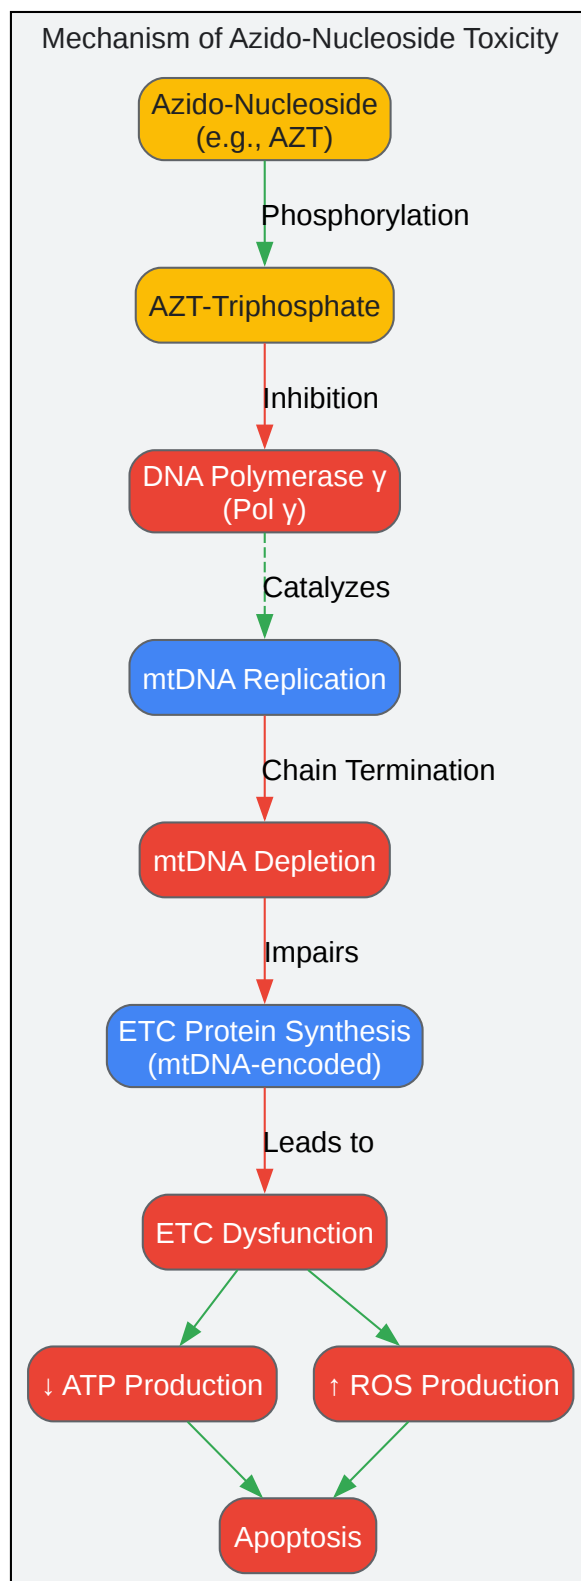 Mechanism of Azido-Nucleoside Toxicity
Azido-Nucleoside
(e.g., AZT)
Phosphorylation
AZT-Triphosphate
Inhibition
DNA Polymerase γ
(Pol γ)
Catalyzes
mtDNA Replication
Chain Termination
mtDNA Depletion
Impairs
ETC Protein Synthesis
(mtDNA-encoded)
Leads to
ETC Dysfunction
↓ ATP Production
↑ ROS Production
Apoptosis